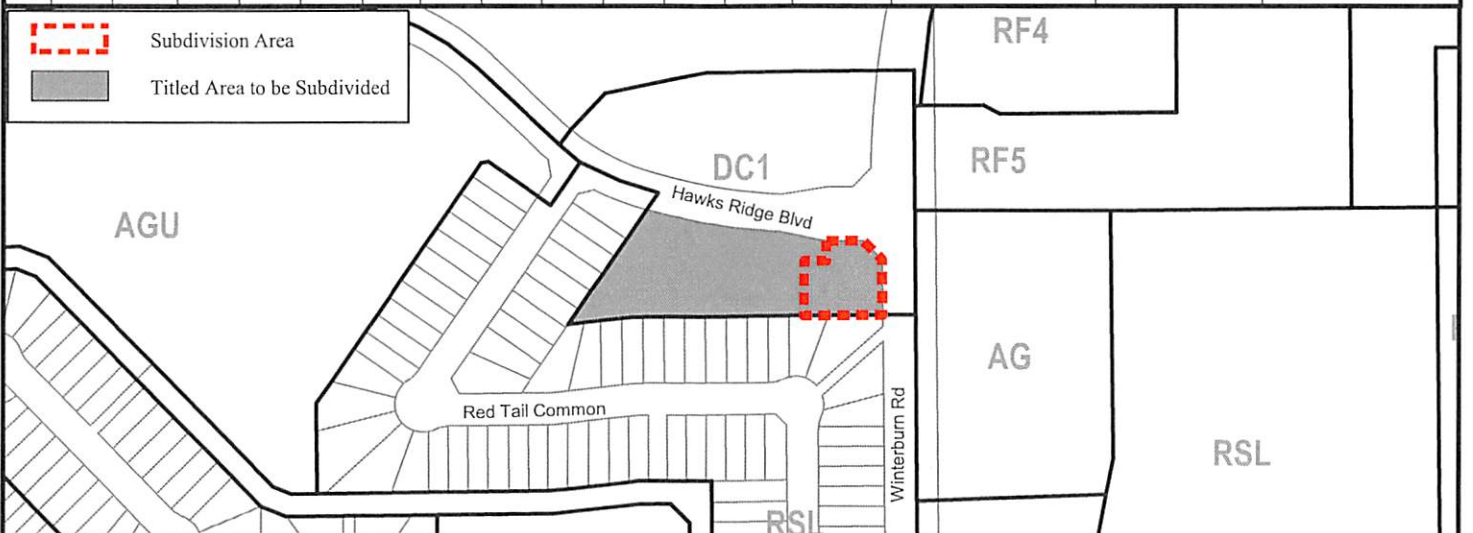 Subdivision Area
Titled Area to be Subdivided
RF4
DC1
RF5
Hawks Ridge Blvd
AGU
AG
Red Tail Common
Winterburn Rd
RSL
RSL